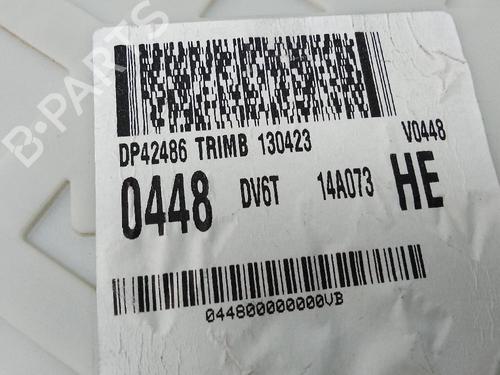 B-PARTS
DP42486 TRIMB 130423 V0448
0448 DV6T 14A073 HE
044800000000VB